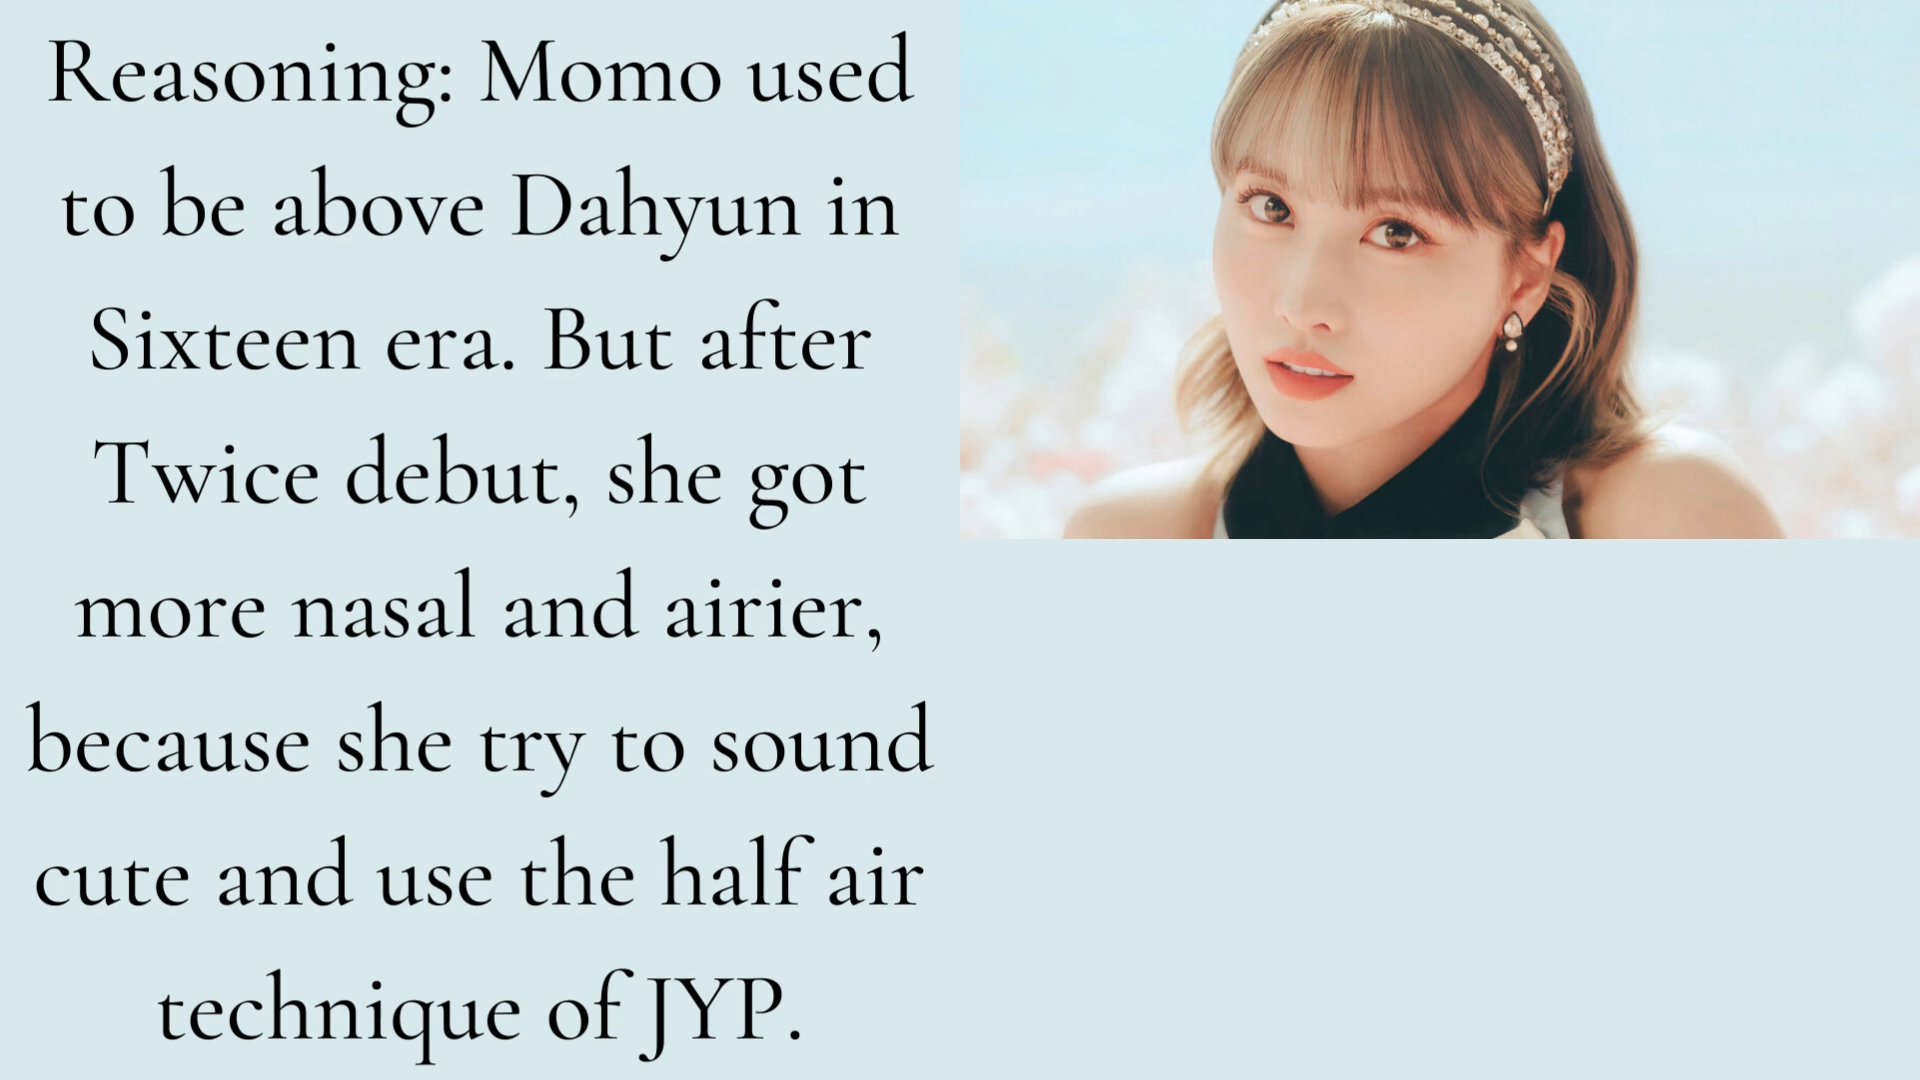 Reasoning: Momo used
to be above Dahyun in
Sixteen era. But after
Twice debut, she got
more nasal and airier,
because she try to sound
cute and use the half air
technique of JYP.